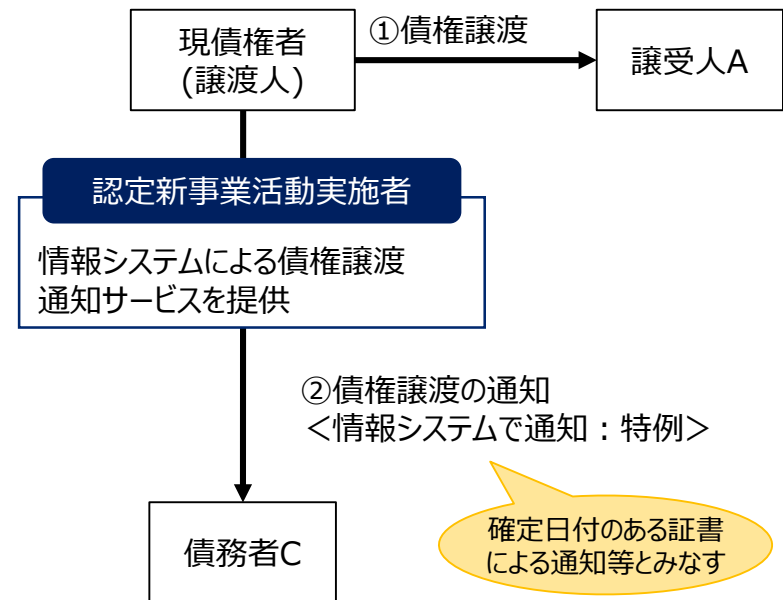 現債権者
(譲渡人)
①債権譲渡
譲受人A
認定新事業活動実施者
情報システムによる債権譲渡
通知サービスを提供
②債権譲渡の通知
＜情報システムで通知：特例＞
確定日付のある証書
による通知等とみなす
債務者C